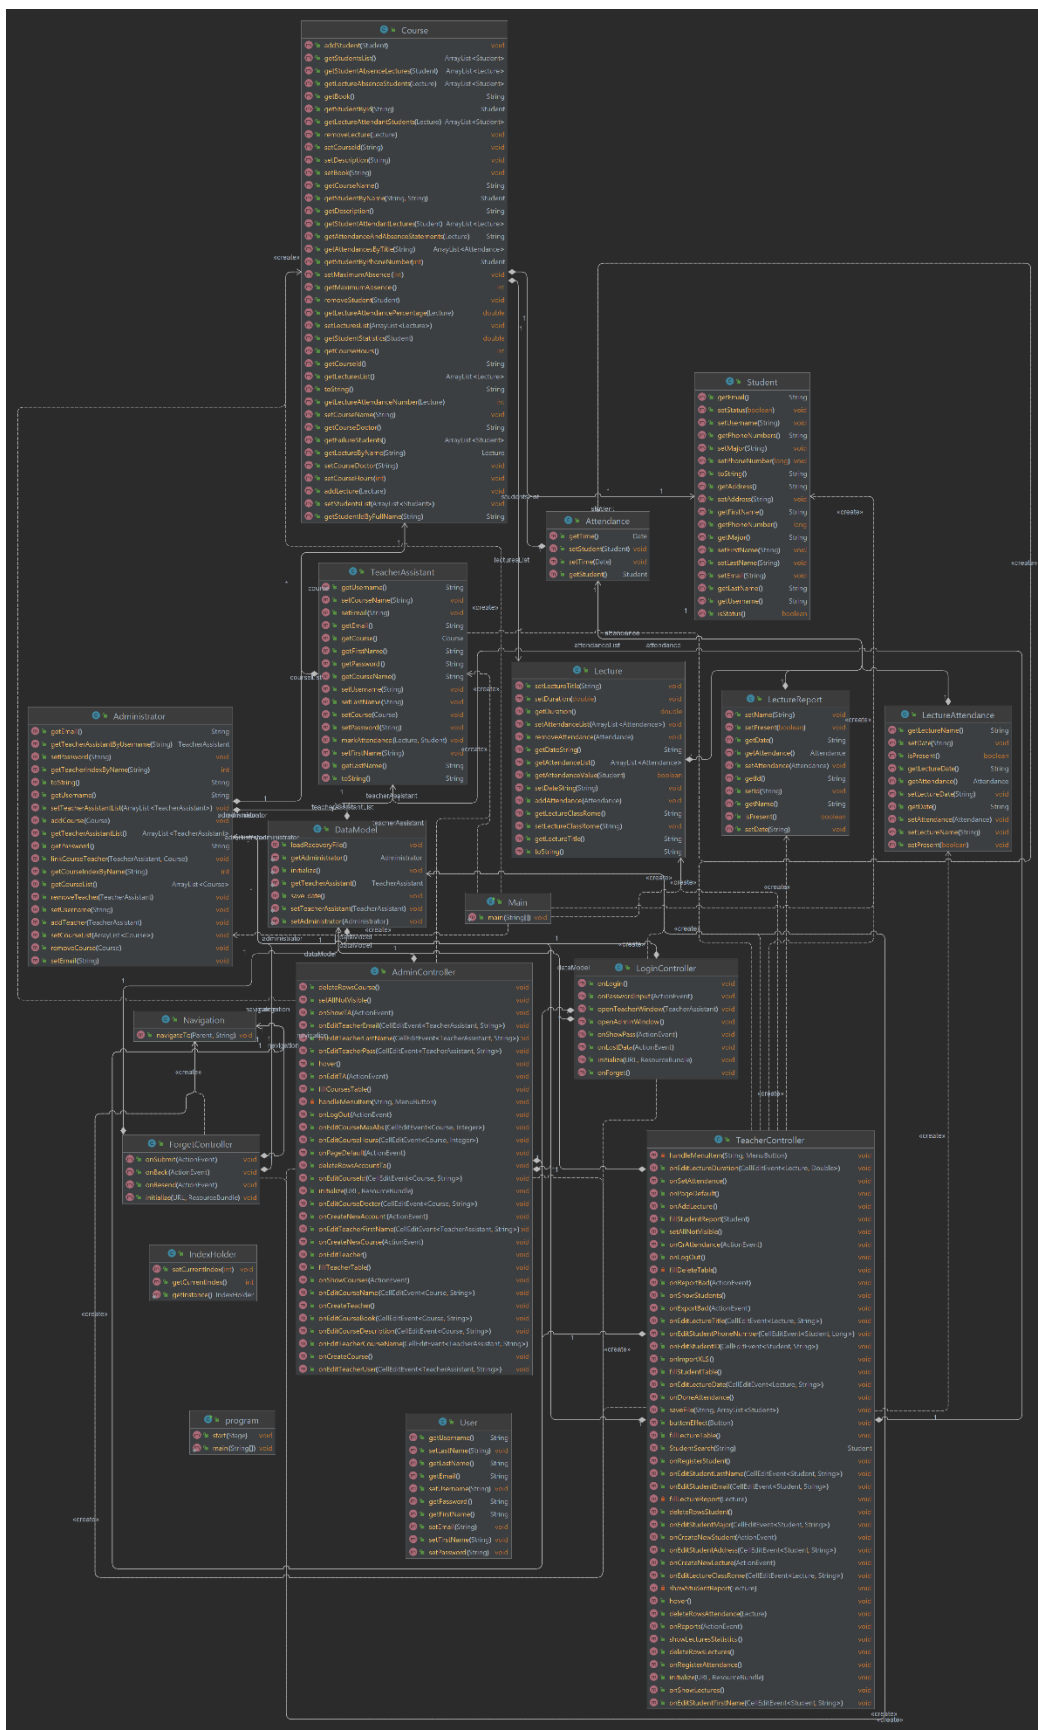 Course
addStudent(Student) void
getStudentsList() ArrayList<Student>
getStudentAbsenceLectures(Student) ArrayList<Lecture>
getLectureAbsenceStudents(Lecture) ArrayList<Student>
getBook() String
getStudentById(String) Student
getLectureAttendantStudents(Lecture) ArrayList<Student>
removeLecture(Lecture) void
setCourseId(String) void
setDescription(String) void
setBook(String) void
getCourseName() String
getStudentByName(String, String) Student
getDescription() String
getStudentAttendantLectures(Student) ArrayList<Lecture>
getAttendanceAndAbsenceStatements(Lecture) String
getAttendancesByTitle(String) ArrayList<Attendance>
getStudentByPhoneNumber(int) Student
setMaximumAbsence(int) void
getMaximumAbsence() int
removeStudent(Student) void
getLectureAttendancePercentage(Lecture) double
setLecturesList(ArrayList<Lecture>) void
getStudentStatistics(Student) double
getCourseHours() int
getCourseId() String
getLecturesList() ArrayList<Lecture>
toString() String
getLectureAttendanceNumber(Lecture) int
setCourseName(String) void
getCourseDoctor() String
getFailureStudents() ArrayList<Student>
getLectureByName(String) Lecture
setCourseDoctor(String) void
setCourseHours(int) void
addLecture(Lecture) void
setStudentsList(ArrayList<Student>) void
getStudentIdByFullName(String) String
«create»
Student
getEmail() String
setStatus(boolean) void
setUsername(String) void
getPhoneNumbers() String
setMajor(String) void
setPhoneNumber(long) void
toString() String
getAddress() String
setAddress(String) void
getFirstName() String
getPhoneNumber() long
getMajor() String
setFirstName(String) void
setLastName(String) void
setEmail(String) void
getLastName() String
getUsername() String
isStatus() boolean
studentsList
student
«create»
«create»
Attendance
getTime() Date
setStudent(Student) void
setTime(Date) void
getStudent() Student
lecturesList
TeacherAssistant
getUsername() String
setCourseName(String) void
setEmail(String) void
getEmail() String
getCourse() Course
getFirstName() String
getPassword() String
getCourseName() String
setUsername(String) void
setLastName(String) void
setCourse(Course) void
setPassword(String) void
markAttendance(Lecture, Student) void
setFirstName(String) void
getLastName() String
toString() String
«create»
attendance
attendanceList
attendance
Lecture
setLectureTitle(String) void
setDuration(double) void
getDuration() double
setAttendanceList(ArrayList<Attendance>) void
removeAttendance(Attendance) void
getDateString() String
getAttendanceList() ArrayList<Attendance>
getAttendanceValue(Student) boolean
setDateString(String) void
addAttendance(Attendance) void
getLectureClassRome() String
setLectureClassRome(String) void
getLectureTitle() String
toString() String
LectureReport
setName(String) void
setPresent(boolean) void
getDate() String
getAttendance() Attendance
setAttendance(Attendance) void
getId() String
setId(String) void
getName() String
isPresent() boolean
setDate(String) void
LectureAttendance
getLectureName() String
setDate(String) void
isPresent() boolean
getLectureDate() String
getAttendance() Attendance
setLectureDate(String) void
getDate() String
setAttendance(Attendance) void
setLectureName(String) void
setPresent(boolean) void
Administrator
getEmail() String
getTeacherAssistantByUsername(String) TeacherAssistant
setPassword(String) void
getTeacherIndexByName(String) int
toString() String
getUsername() String
setTeacherAssistantList(ArrayList<TeacherAssistant>) void
addCourse(Course) void
getTeacherAssistantList() ArrayList<TeacherAssistant>
getPassword() String
linkCourseTeacher(TeacherAssistant, Course) void
getCourseIndexByName(String) int
getCourseList() ArrayList<Course>
removeTeacher(TeacherAssistant) void
setUsername(String) void
addTeacher(TeacherAssistant) void
setCourseList(ArrayList<Course>) void
removeCourse(Course) void
setEmail(String) void
teacherAssistant
teacherAssistant
DataModel
loadRecoveryFile() void
getAdministrator() Administrator
initialize() void
getTeacherAssistant() TeacherAssistant
save_data() void
setTeacherAssistant(TeacherAssistant) void
setAdministrator(Administrator) void
Main
main(String[]) void
«create»
administrator
dataModel
dataModel
AdminController
deleteRowsCourse() void
setAllNotVisible() void
onShowTA(ActionEvent) void
onEditTeacherEmail(CellEditEvent<TeacherAssistant, String>) void
onEditTeacherLastName(CellEditEvent<TeacherAssistant, String>) void
onEditTeacherPass(CellEditEvent<TeacherAssistant, String>) void
hover() void
onEditTA(ActionEvent) void
fillCoursesTable() void
handleMenuItem(String, MenuButton) void
onLogOut(ActionEvent) void
onEditCourseMaxAbs(CellEditEvent<Course, Integer>) void
onEditCourseHours(CellEditEvent<Course, Integer>) void
onPageDefault(ActionEvent) void
deleteRowsAccountTa() void
onEditCourseId(CellEditEvent<Course, String>) void
initialize(URL, ResourceBundle) void
onEditCourseDoctor(CellEditEvent<Course, String>) void
onCreateNewAccount(ActionEvent) void
onEditTeacherFirstName(CellEditEvent<TeacherAssistant, String>) void
onCreateNewCourse(ActionEvent) void
onEditTeacher() void
fillTeacherTable() void
onShowCourses(ActionEvent) void
onEditCourseName(CellEditEvent<Course, String>) void
onCreateTeacher() void
onEditCourseBook(CellEditEvent<Course, String>) void
onEditCourseDescription(CellEditEvent<Course, String>) void
onEditTeacherCourseName(CellEditEvent<TeacherAssistant, String>) void
onCreateCourse() void
onEditTeacherUser(CellEditEvent<TeacherAssistant, String>) void
LoginController
onLogin() void
onPasswordInput(ActionEvent) void
openTeacherWindow(TeacherAssistant) void
openAdminWindow() void
onShowPass(ActionEvent) void
onLostData(ActionEvent) void
initialize(URL, ResourceBundle) void
onForget() void
Navigation
navigateTo(Parent, String) void
navigation
«create»
ForgetController
onSubmit(ActionEvent) void
onBack(ActionEvent) void
onResend(ActionEvent) void
initialize(URL, ResourceBundle) void
IndexHolder
setCurrentIndex(int) void
getCurrentIndex() int
getInstance() IndexHolder
«create»
TeacherController
handleMenuItem(String, MenuButton) void
onEditLectureDuration(CellEditEvent<Lecture, Double>) void
onSetAttendance() void
onPageDefault() void
onAddLecture() void
fillStudentReport(Student) void
setAllNotVisible() void
onQrAttendance(ActionEvent) void
onLogOut() void
fillDeleteTable() void
onReportBad(ActionEvent) void
onShowStudents() void
onExportBad(ActionEvent) void
onEditLectureTitle(CellEditEvent<Lecture, String>) void
onEditStudentPhoneNumber(CellEditEvent<Student, Long>) void
onEditStudentID(CellEditEvent<Student, String>) void
onImportXLS() void
fillStudentTable() void
onEditLectureDate(CellEditEvent<Lecture, String>) void
onDoneAttendance() void
saveFile(String, ArrayList<Student>) void
buttonEffect(Button) void
fillLectureTable() void
StudentSearch(String) Student
onRegisterStudent() void
onEditStudentLastName(CellEditEvent<Student, String>) void
onEditStudentEmail(CellEditEvent<Student, String>) void
fillLectureReport(Lecture) void
deleteRowsStudent() void
onEditStudentMajor(CellEditEvent<Student, String>) void
onCreateNewStudent(ActionEvent) void
onEditStudentAddress(CellEditEvent<Student, String>) void
onCreateNewLecture(ActionEvent) void
onEditLectureClassRome(CellEditEvent<Lecture, String>) void
showStudentReport(Lecture) void
hover() void
deleteRowsAttendance(Lecture) void
onReports(ActionEvent) void
showLecturesStatistics() void
deleteRowsLectures() void
onRegisterAttendance() void
initialize(URL, ResourceBundle) void
onShowLectures() void
onEditStudentFirstName(CellEditEvent<Student, String>) void
«create»
«create»
program
start(Stage) void
main(String[]) void
User
getUsername() String
setLastName(String) void
getLastName() String
getEmail() String
setUsername(String) void
getPassword() String
getFirstName() String
setEmail(String) void
setFirstName(String) void
setPassword(String) void
«create»
«create»